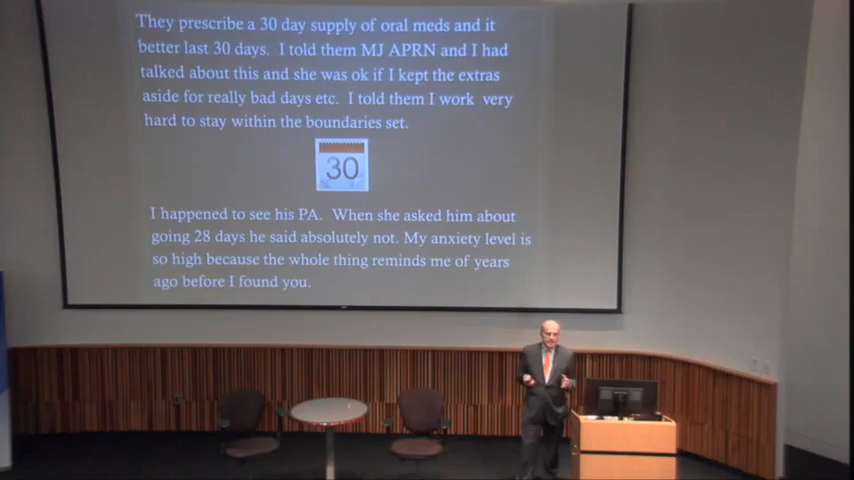 They prescribe a 30 day supply of oral meds and it
better last 30 days. I told them MJ APRN and I had
talked about this and she was ok if I kept the extras
aside for really bad days etc. I told them I work very
hard to stay within the boundaries set.
30
I happened to see his PA. When she asked him about
going 28 days he said absolutely not. My anxiety level is
so high because the whole thing reminds me of years
ago before I found you.